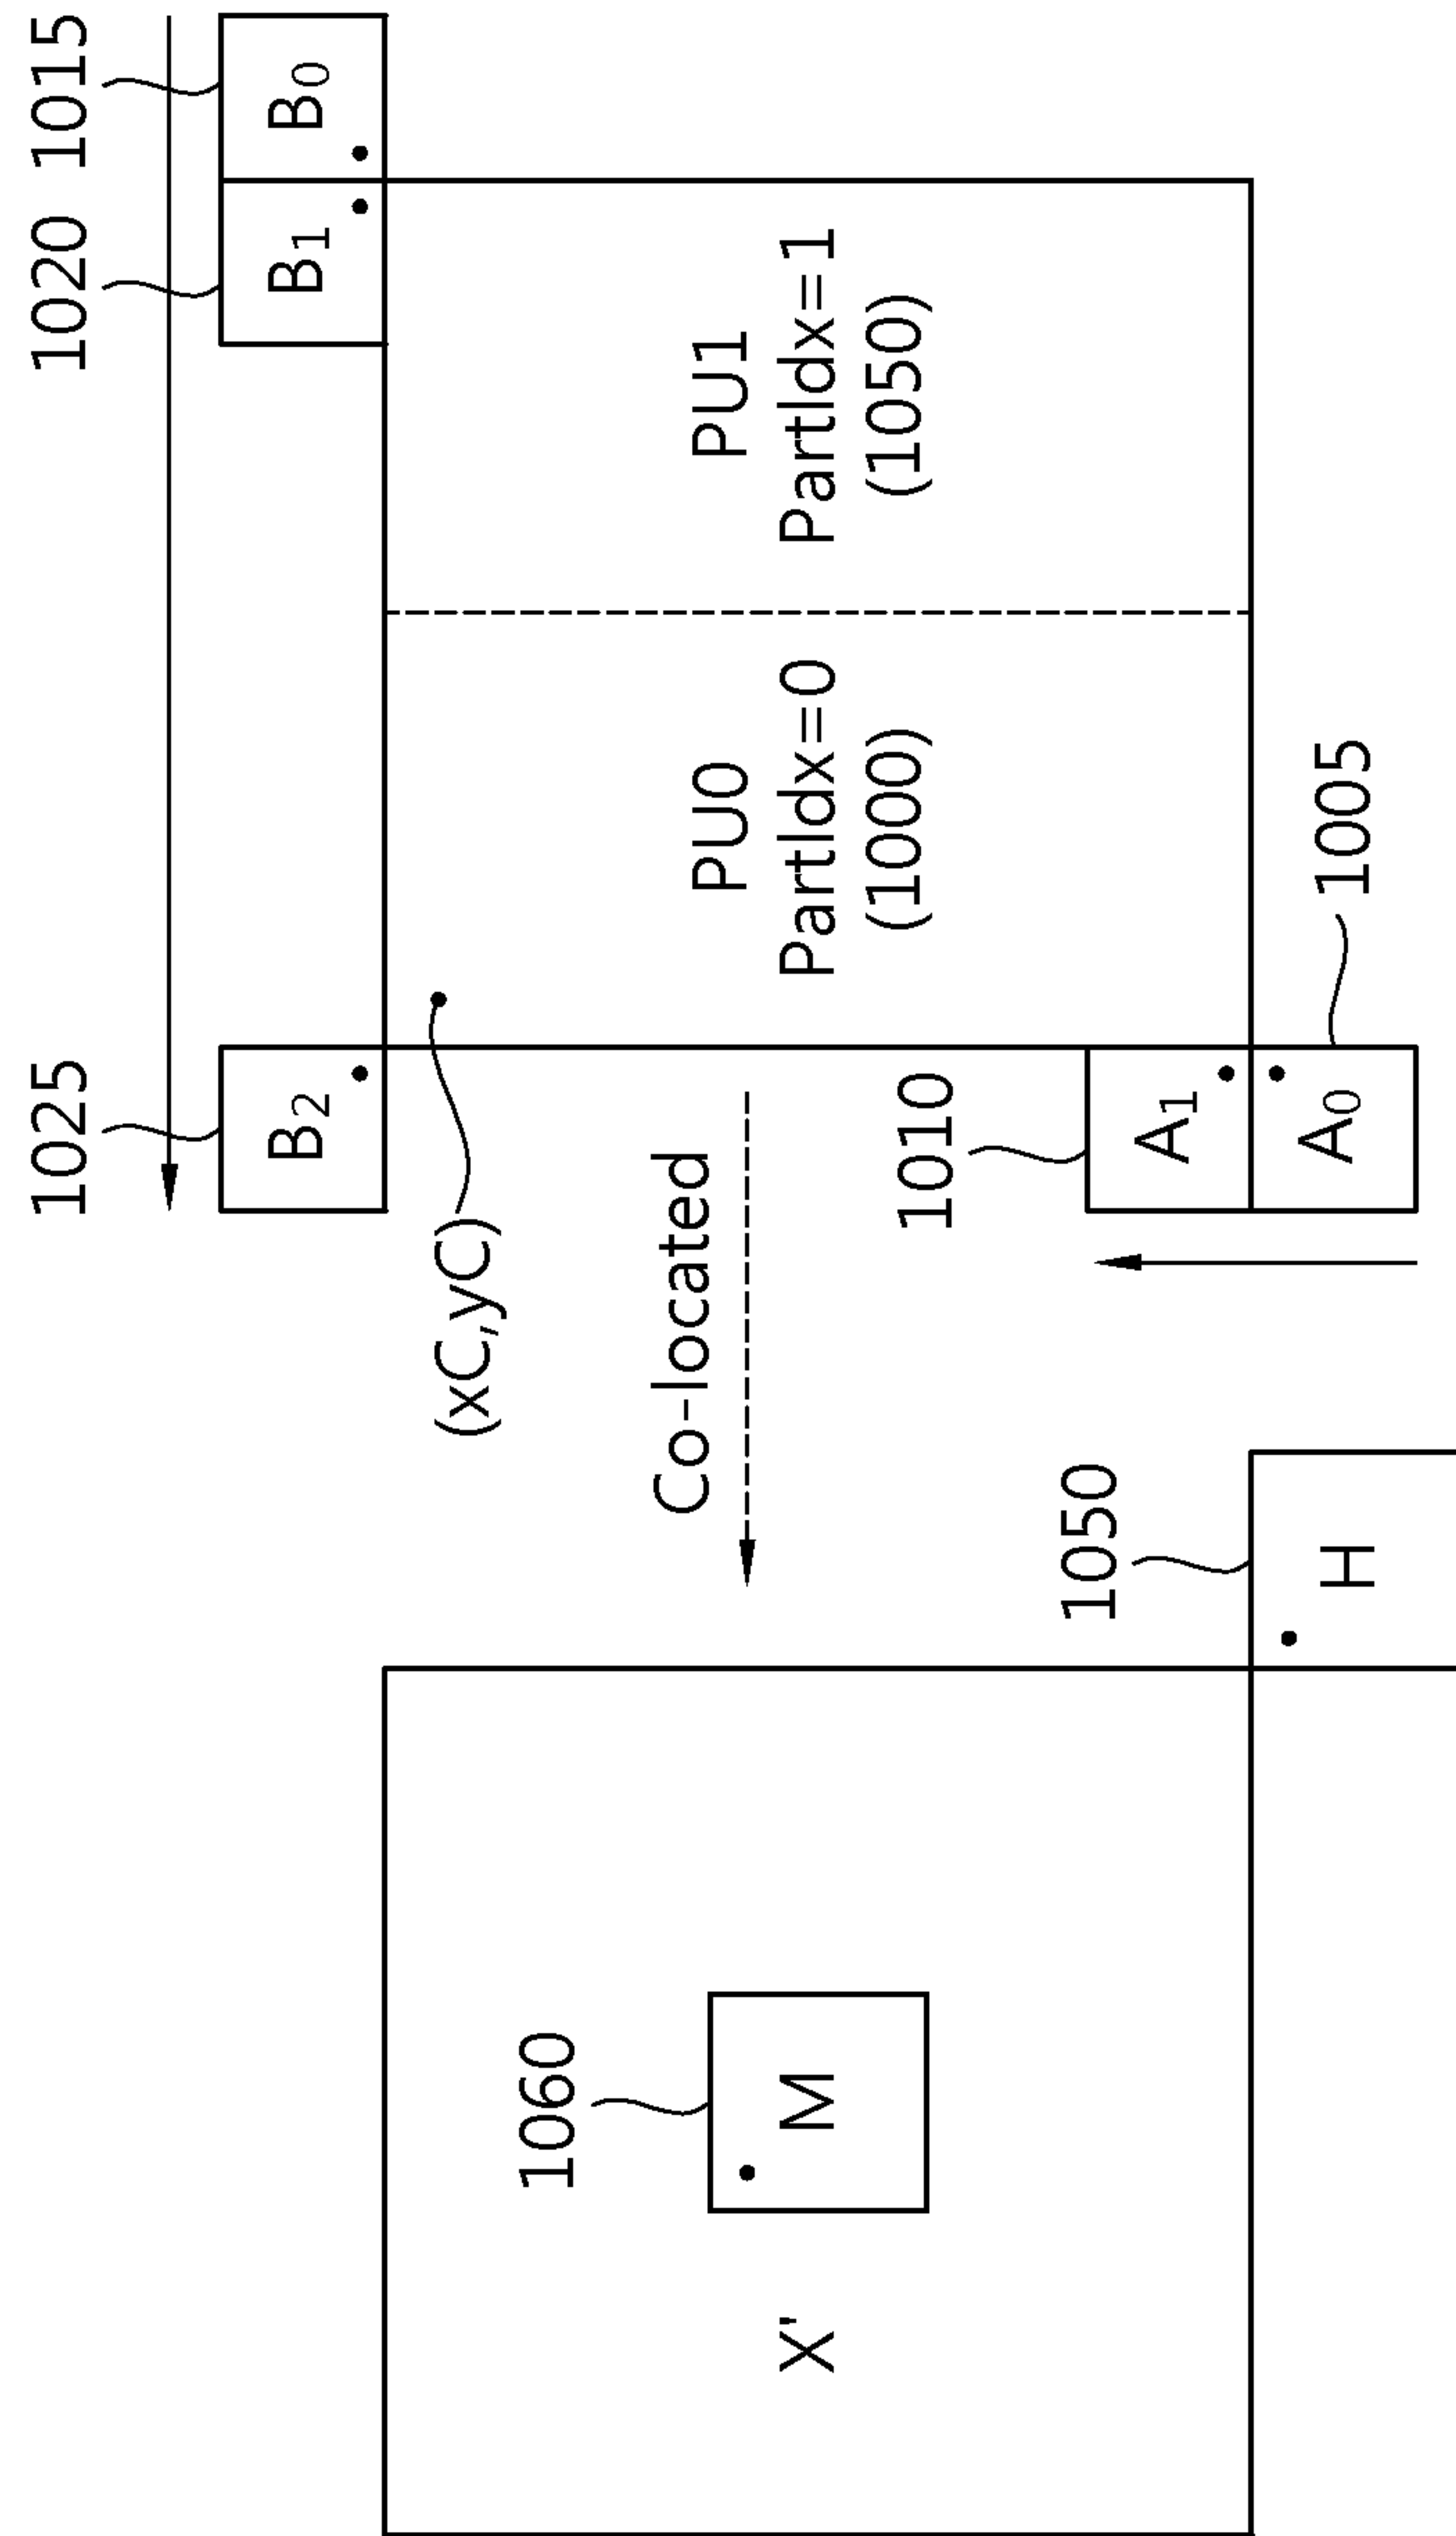 1025
1020
1015
B2
B1
B0
(xC,yC)
1060
Co-located
PU0
PartIdx=0
(1000)
PU1
PartIdx=1
(1050)
X'
M
1010
1050
A1
H
A0
1005